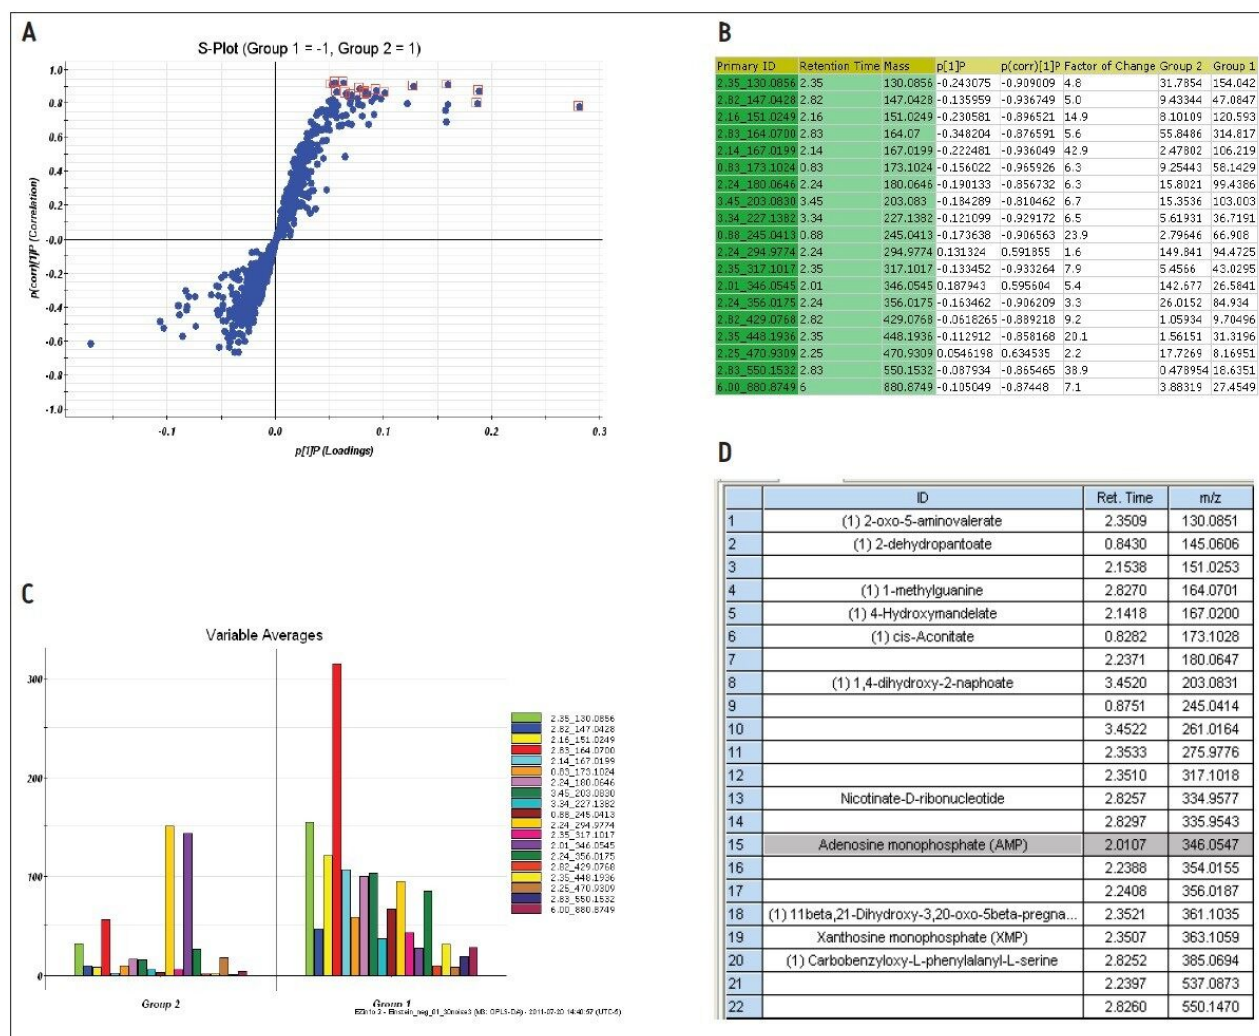 A
S-Plot (Group 1 = -1, Group 2 = 1)
1.0
0.8
0.6
0.4
0.2
-0.0
-0.2
-0.4
-0.6
-0.8
-1.0
p(corr)[1]P (Correlation)
-0.1 0.0 0.1 0.2 0.3
p[1]P (Loadings)
B
Primary ID Retention Time Mass p[1]P p(corr)[1]P Factor of Change Group 2 Group 1
2.35_130.0856 2.35 130.0856 -0.243075 -0.909009 4.8 31.7854 154.042
2.82_147.0428 2.82 147.0428 -0.135959 -0.936749 5.0 9.43344 47.0847
2.16_151.0249 2.16 151.0249 -0.230581 -0.896521 14.9 8.10109 120.593
2.83_164.0700 2.83 164.07 -0.348204 -0.876591 5.6 55.8486 314.817
2.14_167.0199 2.14 167.0199 -0.222481 -0.936049 42.9 2.47802 106.219
0.83_173.1024 0.83 173.1024 -0.156022 -0.965926 6.3 9.25443 58.1429
2.24_180.0646 2.24 180.0646 -0.190133 -0.856732 6.3 15.8021 99.4386
3.45_203.0830 3.45 203.083 -0.184289 -0.810462 6.7 15.3536 103.003
3.34_227.1382 3.34 227.1382 -0.121099 -0.929172 6.5 5.61931 36.7191
0.88_245.0413 0.88 245.0413 -0.173638 -0.906563 23.9 2.79646 66.908
2.24_294.9774 2.24 294.9774 0.131324 0.591855 1.6 149.841 94.4725
2.35_317.1017 2.35 317.1017 -0.133452 -0.933264 7.9 5.4566 43.0295
2.01_346.0545 2.01 346.0545 0.187943 0.595604 5.4 142.677 26.5841
2.24_356.0175 2.24 356.0175 -0.163462 -0.906209 3.3 26.0152 84.934
2.82_429.0768 2.82 429.0768 -0.0618265 -0.889218 9.2 1.05934 9.70496
2.35_448.1936 2.35 448.1936 -0.112912 -0.858168 20.1 1.56151 31.3196
2.25_470.9309 2.25 470.9309 0.0546198 0.634535 2.2 17.7269 8.16951
2.83_550.1532 2.83 550.1532 -0.087934 -0.865465 38.9 0.478954 18.6351
6.00_880.8749 6 880.8749 -0.105049 -0.87448 7.1 3.88319 27.4549
C
Variable Averages
300
200
100
0
Group 2 Group 1
2.35_130.0856
2.82_147.0428
2.16_151.0249
2.83_164.0700
2.14_167.0199
0.83_173.1024
2.24_180.0646
3.45_203.0830
3.34_227.1382
0.88_245.0413
2.24_294.9774
2.35_317.1017
2.01_346.0545
2.24_356.0175
2.82_429.0768
2.35_448.1936
2.25_470.9309
2.83_550.1532
6.00_880.8749
D
ID Ret. Time m/z
1 (1) 2-oxo-5-aminovalerate 2.3509 130.0851
2 (1) 2-dehydropantoate 0.8430 145.0606
3 2.1538 151.0253
4 (1) 1-methylguanine 2.8270 164.0701
5 (1) 4-Hydroxymandelate 2.1418 167.0200
6 (1) cis-Aconitate 0.8282 173.1028
7 2.2371 180.0647
8 (1) 1,4-dihydroxy-2-naphoate 3.4520 203.0831
9 0.8751 245.0414
10 3.4522 261.0164
11 2.3533 275.9776
12 2.3510 317.1018
13 Nicotinate-D-ribonucleotide 2.8257 334.9577
14 2.8297 335.9543
15 Adenosine monophosphate (AMP) 2.0107 346.0547
16 2.2388 354.0155
17 2.2408 356.0187
18 (1) 11beta,21-Dihydroxy-3,20-oxo-5beta-pregna... 2.3521 361.1035
19 Xanthosine monophosphate (XMP) 2.3507 363.1059
20 (1) Carbobenzyloxy-L-phenylalanyl-L-serine 2.8252 385.0694
21 2.2397 537.0873
22 2.8260 550.1470